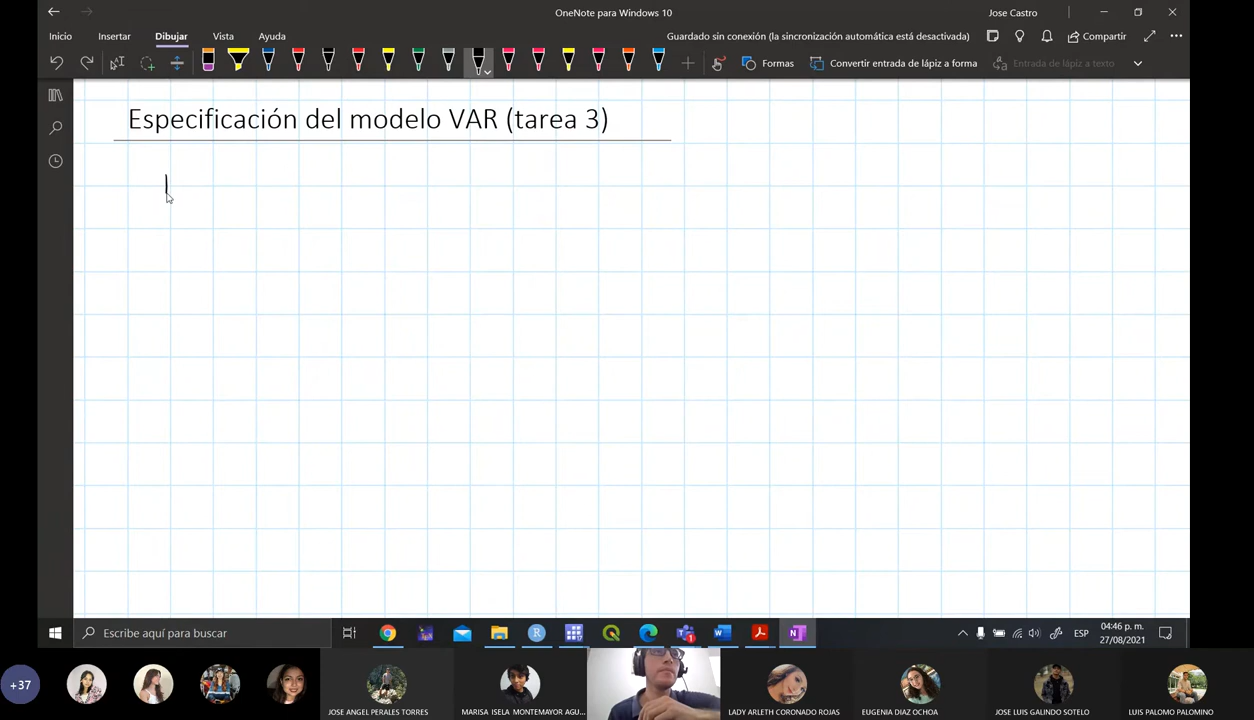 OneNote para Windows 10
Jose Castro
Inicio
Insertar
Dibujar
Vista
Ayuda
Guardado sin conexión (la sincronización automática está desactivada)
Compartir
Formas
Convertir entrada de lápiz a forma
Entrada de lápiz a texto
Especificación del modelo VAR (tarea 3)
Escribe aquí para buscar
ESP
04:46 p. m.
27/08/2021
+37
JOSE ANGEL PERALES TORRES
MARISA ISELA MONTEMAYOR AGU...
LADY ARLETH CORONADO ROJAS
EUGENIA DIAZ OCHOA
JOSE LUIS GALINDO SOTELO
LUIS PALOMO PALOMINO